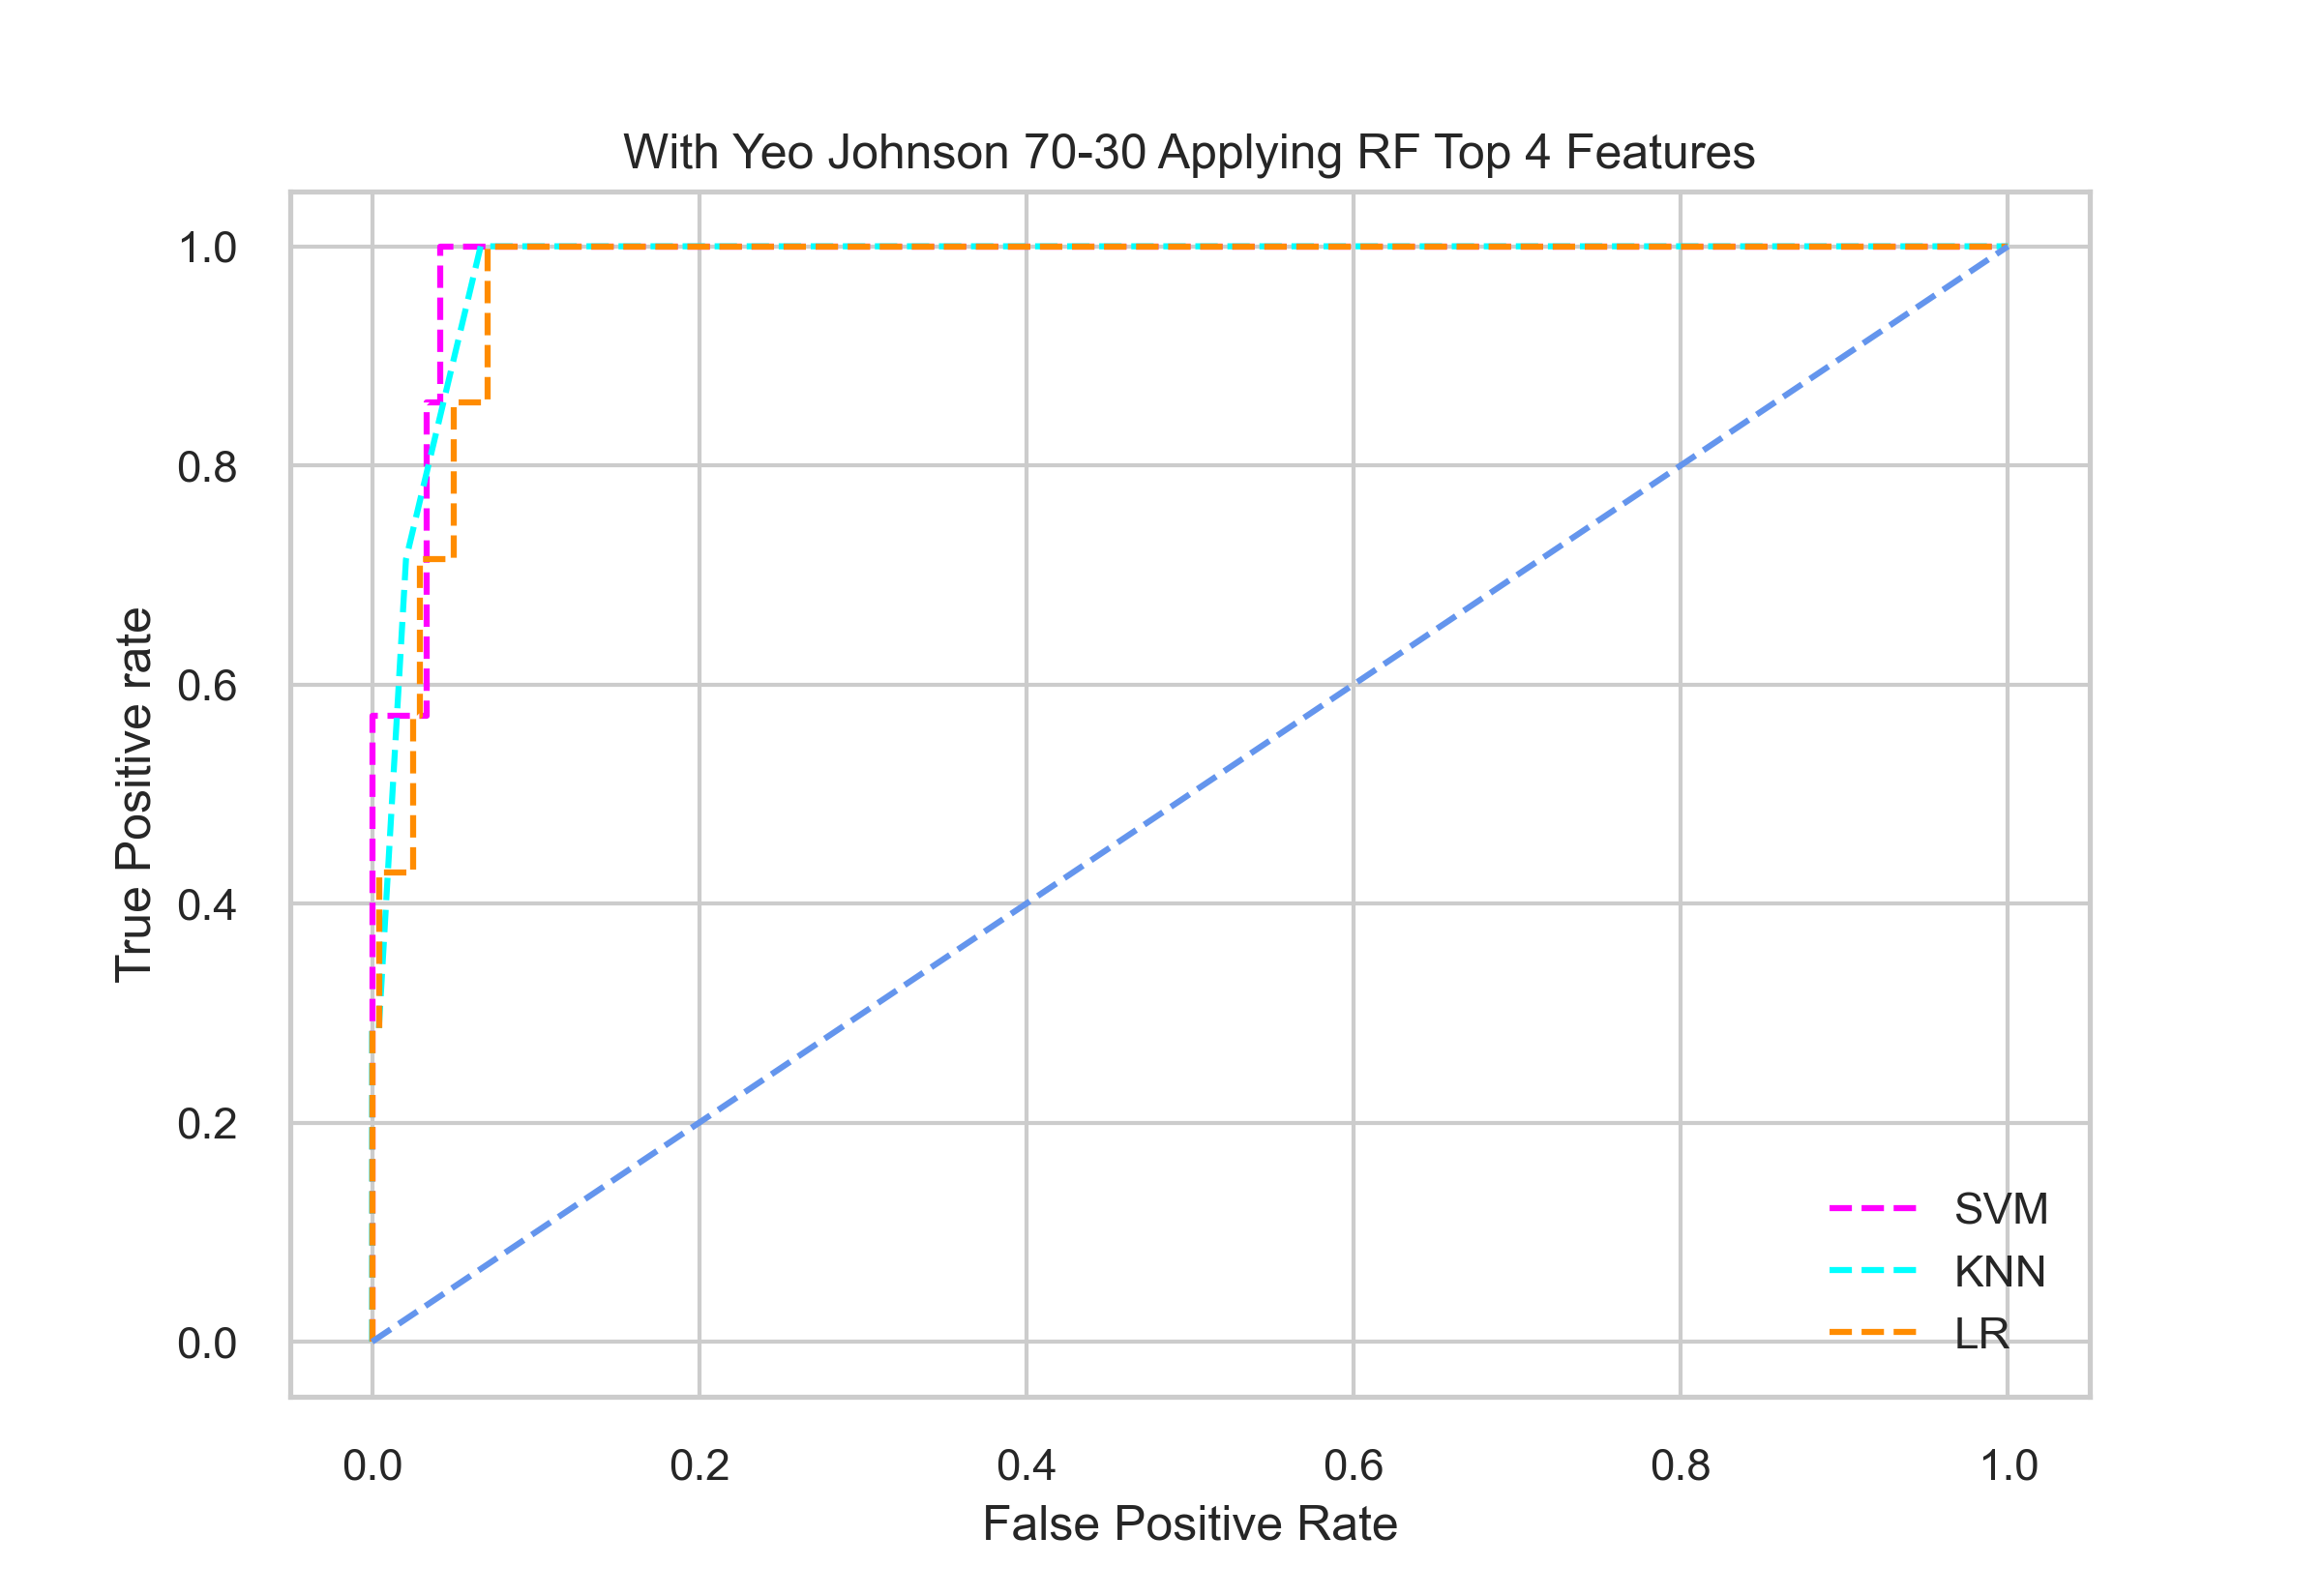 With Yeo Johnson 70-30 Applying RF Top 4 Features
1.0
0.8
0.6
0.4
0.2
0.0
True Positive rate
SVM
KNN
LR
0.0 0.2 0.4 0.6 0.8 1.0
False Positive Rate